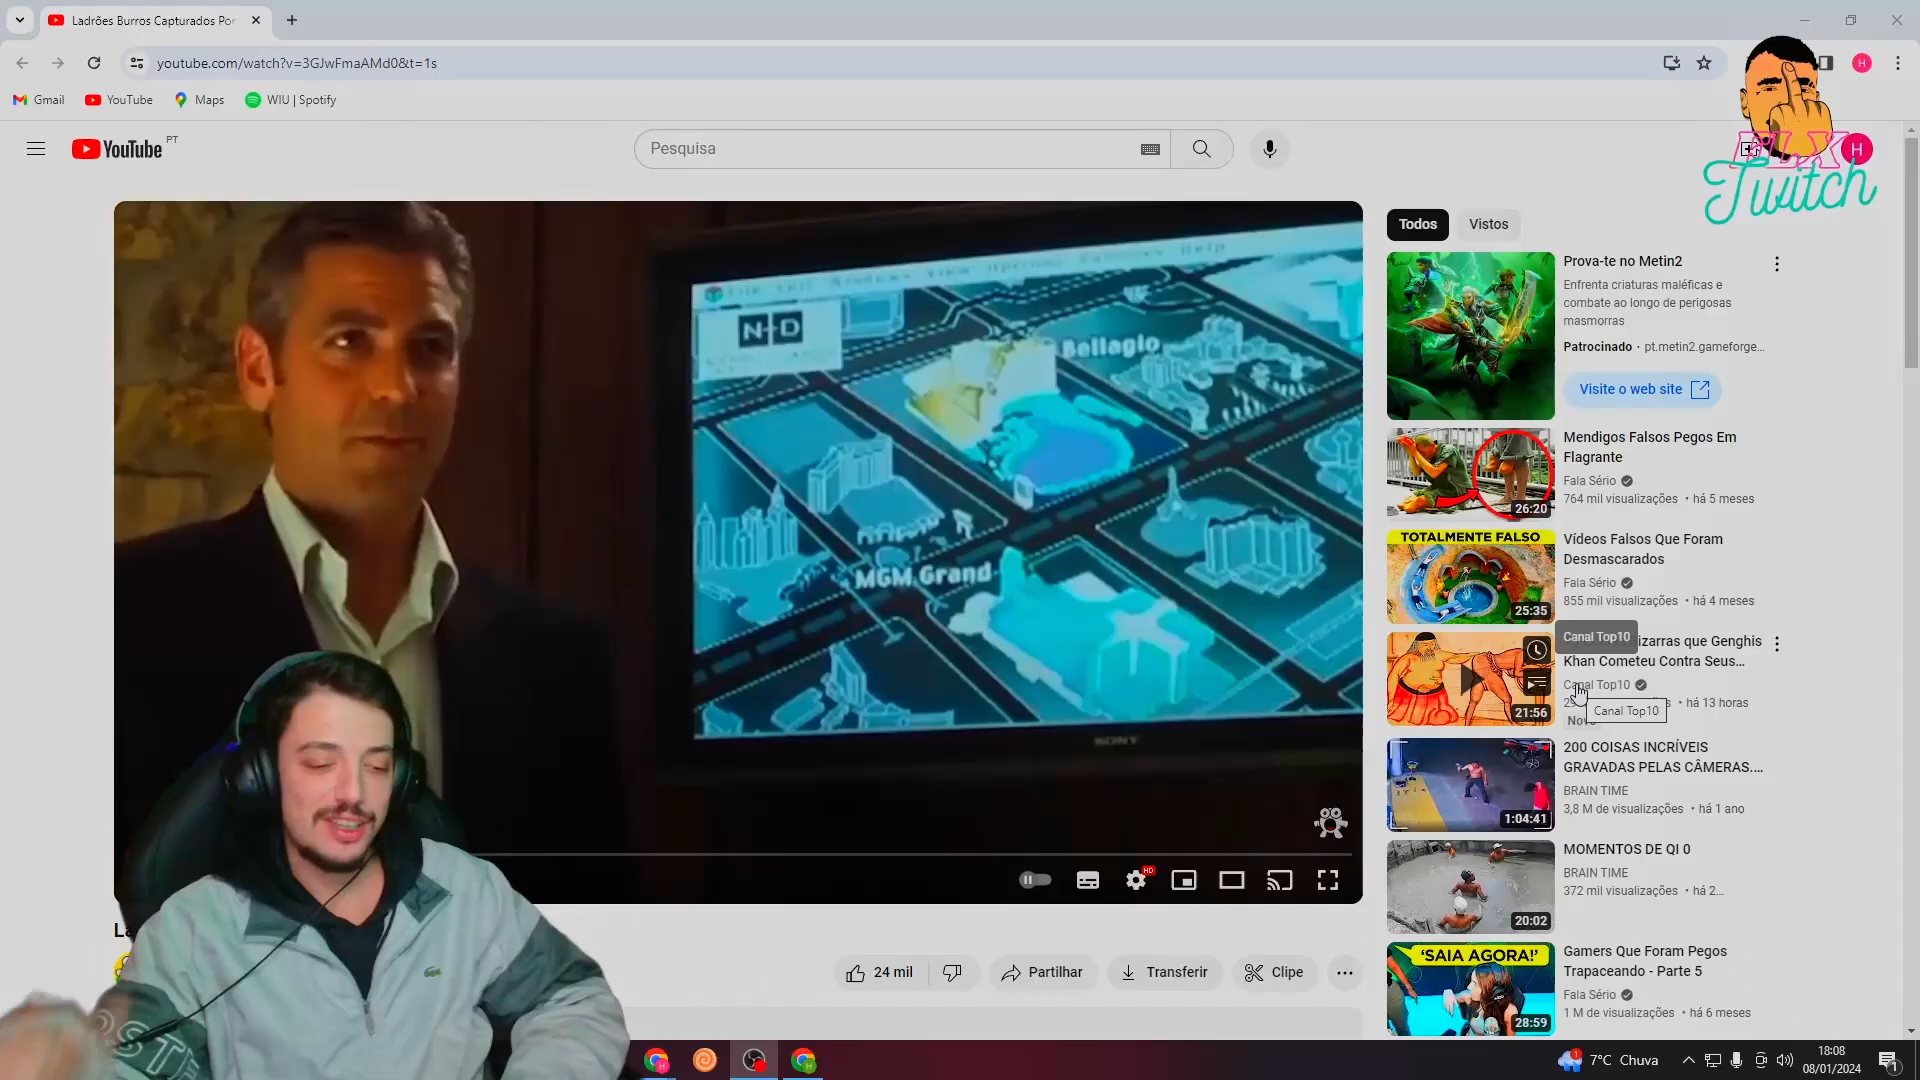 Ladrões Burros Capturados Por
youtube.com/watch?v=3GJwFmaAMd0&t=1s
Gmail
YouTube
Maps
WIU | Spotify
H
YouTube
PT
Pesquisa
H
Twitch
N+D
Bellagio
MGM Grand
SONY
HD
24 mil
Partilhar
Transferir
Clipe
Todos
Vistos
Prova-te no Metin2
Enfrenta criaturas maléficas e
combate ao longo de perigosas
masmorras
Patrocinado · pt.metin2.gameforge...
Visite o web site
26:20
Mendigos Falsos Pegos Em
Flagrante
Fala Sério
764 mil visualizações · há 5 meses
TOTALMENTE FALSO
25:35
Vídeos Falsos Que Foram
Desmascarados
Fala Sério
855 mil visualizações · há 4 meses
21:56
Canal Top10
izarras que Genghis
Khan Cometeu Contra Seus...
Canal Top10
· há 13 horas
Canal Top10
1:04:41
200 COISAS INCRÍVEIS
GRAVADAS PELAS CÂMERAS....
BRAIN TIME
3,8 M de visualizações · há 1 ano
20:02
MOMENTOS DE QI 0
BRAIN TIME
372 mil visualizações · há 2...
'SAIA AGORA!'
28:59
Gamers Que Foram Pegos
Trapaceando - Parte 5
Fala Sério
1 M de visualizações · há 6 meses
7°C Chuva
18:08
08/01/2024